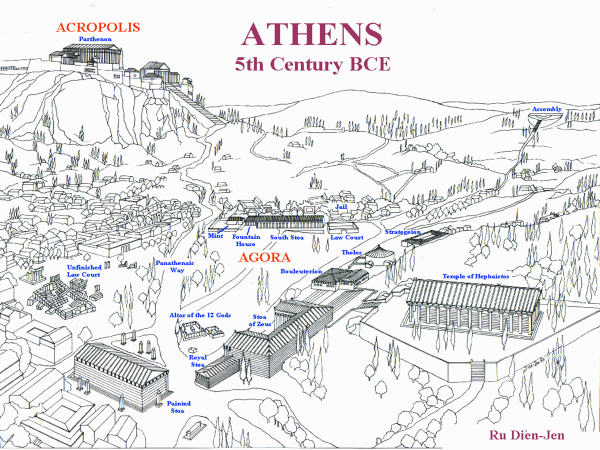 ATHENS
5th Century BCE
ACROPOLIS
Parthenon
Assembly
Jail
Mint
Fountain
House
South Stoa
Law Court
Strategeion
Tholos
AGORA
Bouleuterion
Panathenaic
Way
Unfinished
Law Court
Temple of Hephaistos
Altar of the 12 Gods
Stoa
of Zeus
Royal
Stoa
Painted
Stoa
Ru Dien-Jen